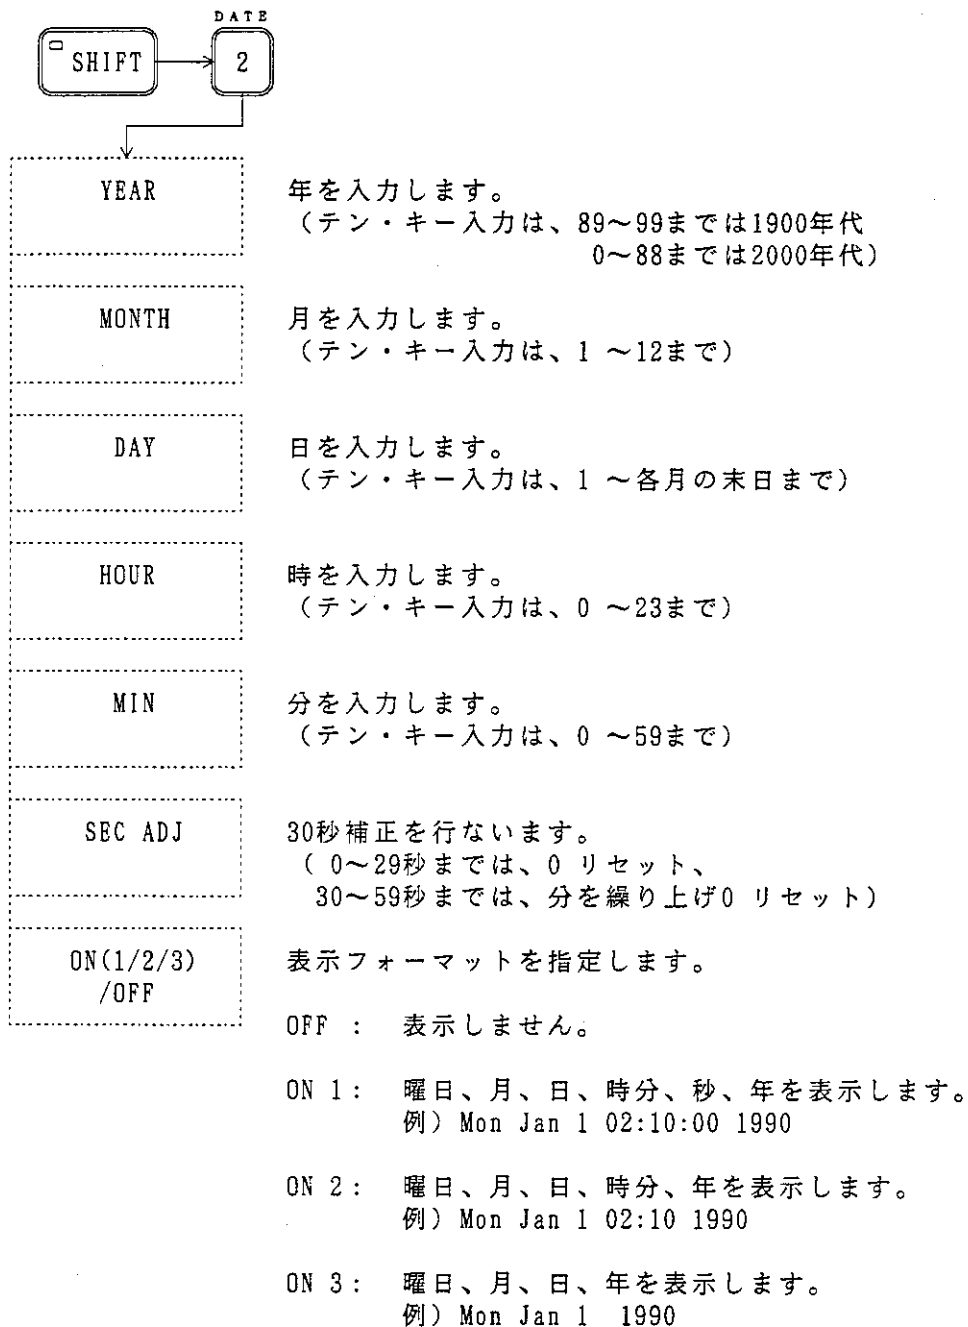 DATE
SHIFT 2
YEAR 年を入力します。
(テン・キー入力は、89～99までは1900年代
0～88までは2000年代)
MONTH 月を入力します。
(テン・キー入力は、1 ～12まで)
DAY 日を入力します。
(テン・キー入力は、1 ～各月の末日まで)
HOUR 時を入力します。
(テン・キー入力は、0 ～23まで)
MIN 分を入力します。
(テン・キー入力は、0 ～59まで)
SEC ADJ 30秒補正を行ないます。
( 0～29秒までは、0 リセット、
30～59秒までは、分を繰り上げ0 リセット)
ON(1/2/3) 表示フォーマットを指定します。
/OFF
OFF : 表示しません。
ON 1: 曜日、月、日、時分、秒、年を表示します。
例) Mon Jan 1 02:10:00 1990
ON 2: 曜日、月、日、時分、年を表示します。
例) Mon Jan 1 02:10 1990
ON 3: 曜日、月、日、年を表示します。
例) Mon Jan 1 1990